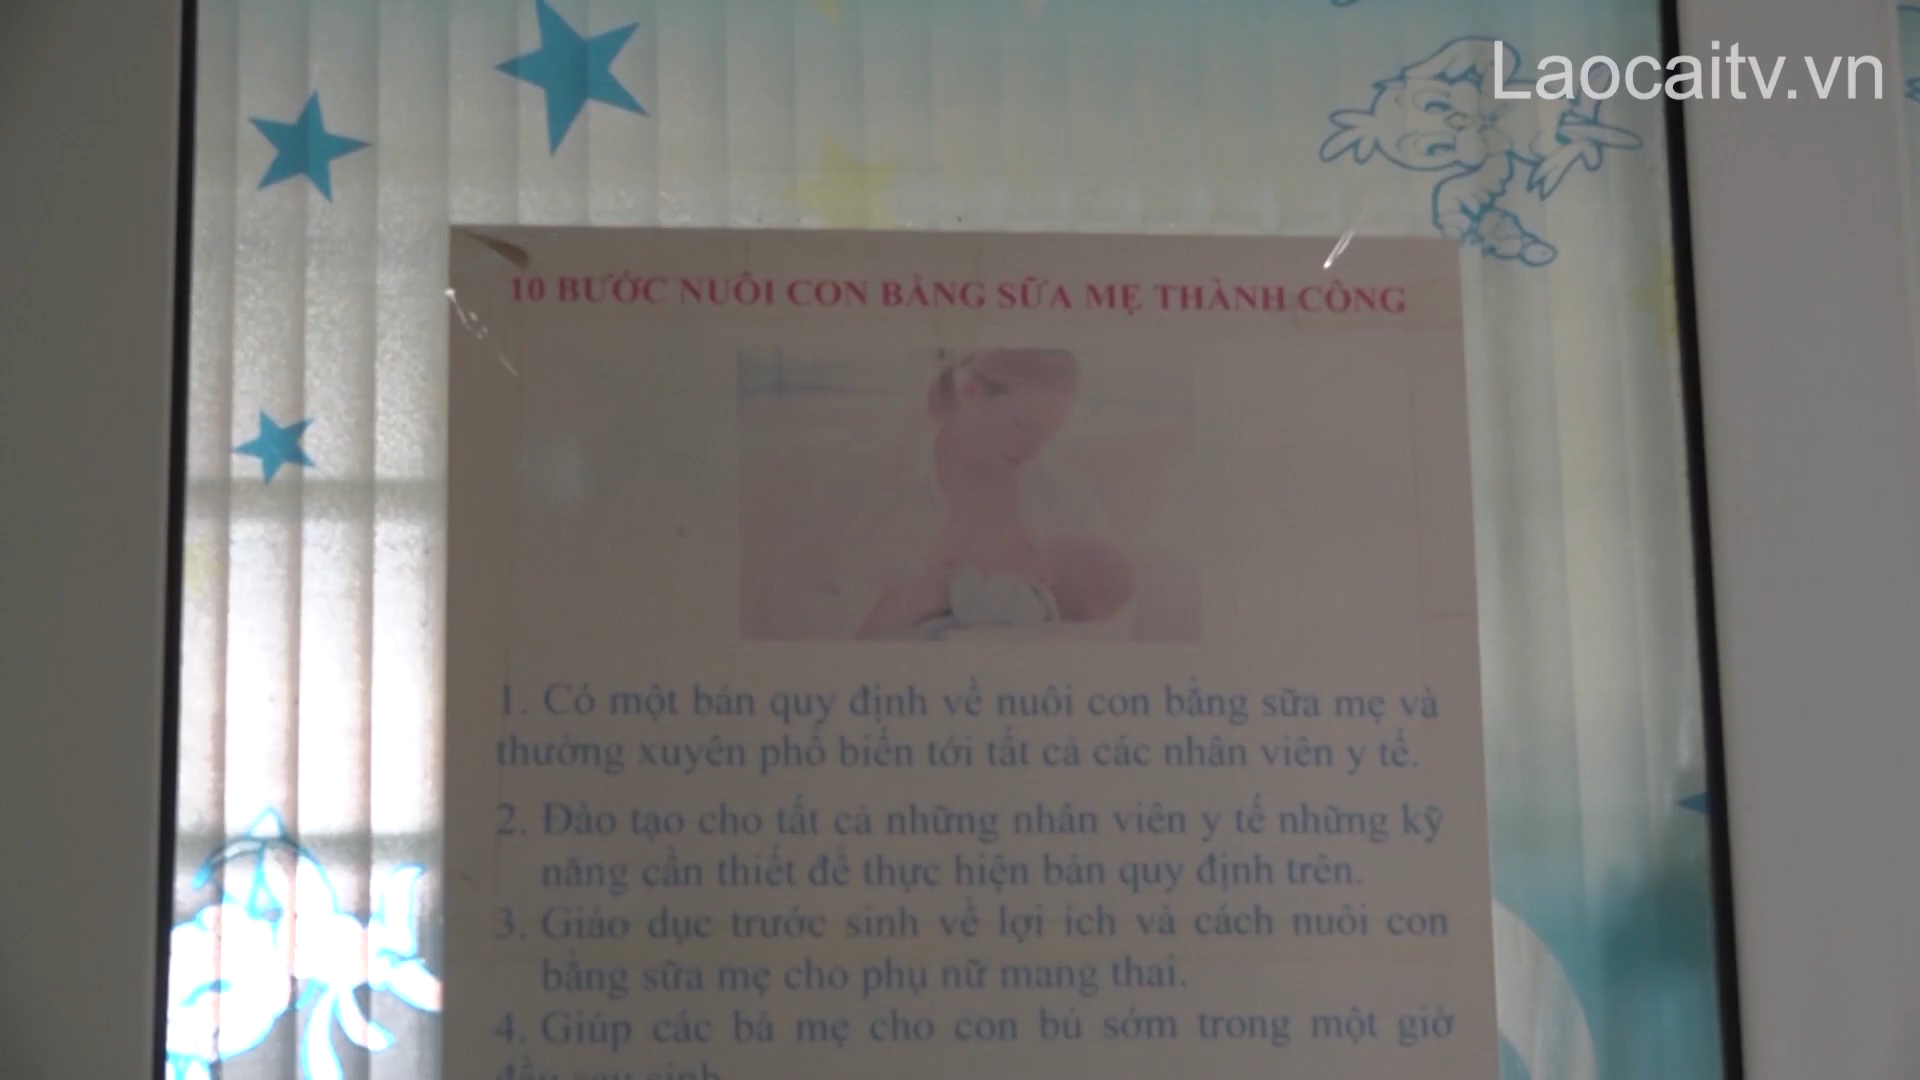 Laocaitv.vn
10 BƯỚC NUÔI CON BẰNG SỮA MẸ THÀNH CÔNG
1. Có một bản quy định về nuôi con bằng sữa mẹ và
thường xuyên phổ biến tới tất cả các nhân viên y tế.
2. Đào tạo cho tất cả những nhân viên y tế những kỹ
năng cần thiết để thực hiện bản quy định trên.
3. Giáo dục trước sinh về lợi ích và cách nuôi con
bằng sữa mẹ cho phụ nữ mang thai.
4. Giúp các bà mẹ cho con bú sớm trong một giờ
đầu sau sinh